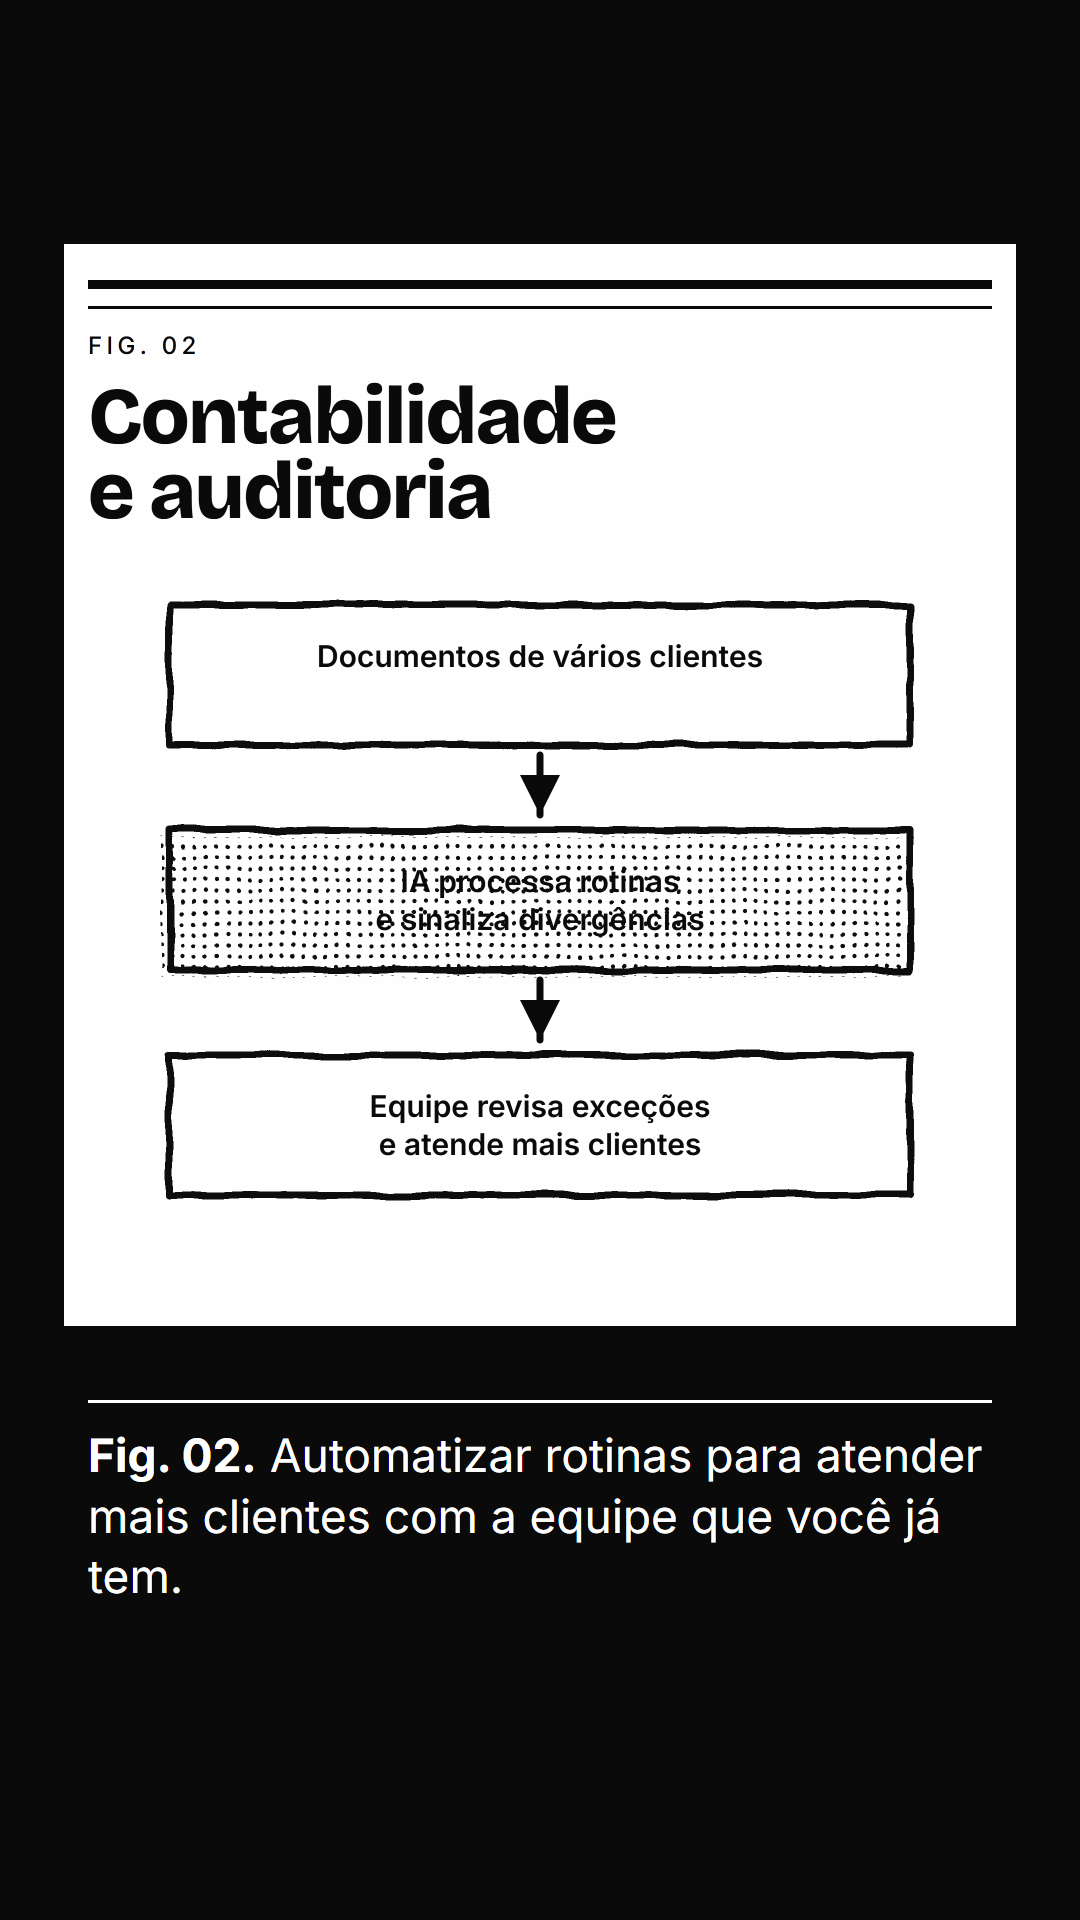 FIG. 02
Contabilidade
e auditoria
Documentos de vários clientes
IA processa rotinas
e sinaliza divergências
Equipe revisa exceções
e atende mais clientes
Fig. 02. Automatizar rotinas para atender
mais clientes com a equipe que você já
tem.